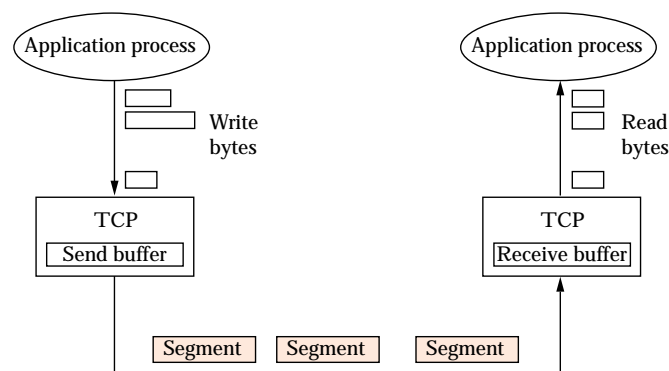 Application process
Application process
Write
bytes
Read
bytes
TCP
TCP
Send buffer
Receive buffer
Segment
Segment
Segment